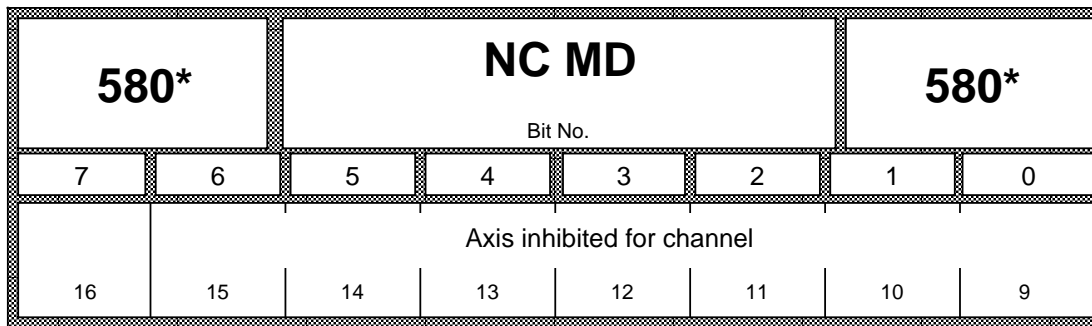 580* NC MD 580*
Bit No.
7 6 5 4 3 2 1 0
Axis inhibited for channel
16 15 14 13 12 11 10 9